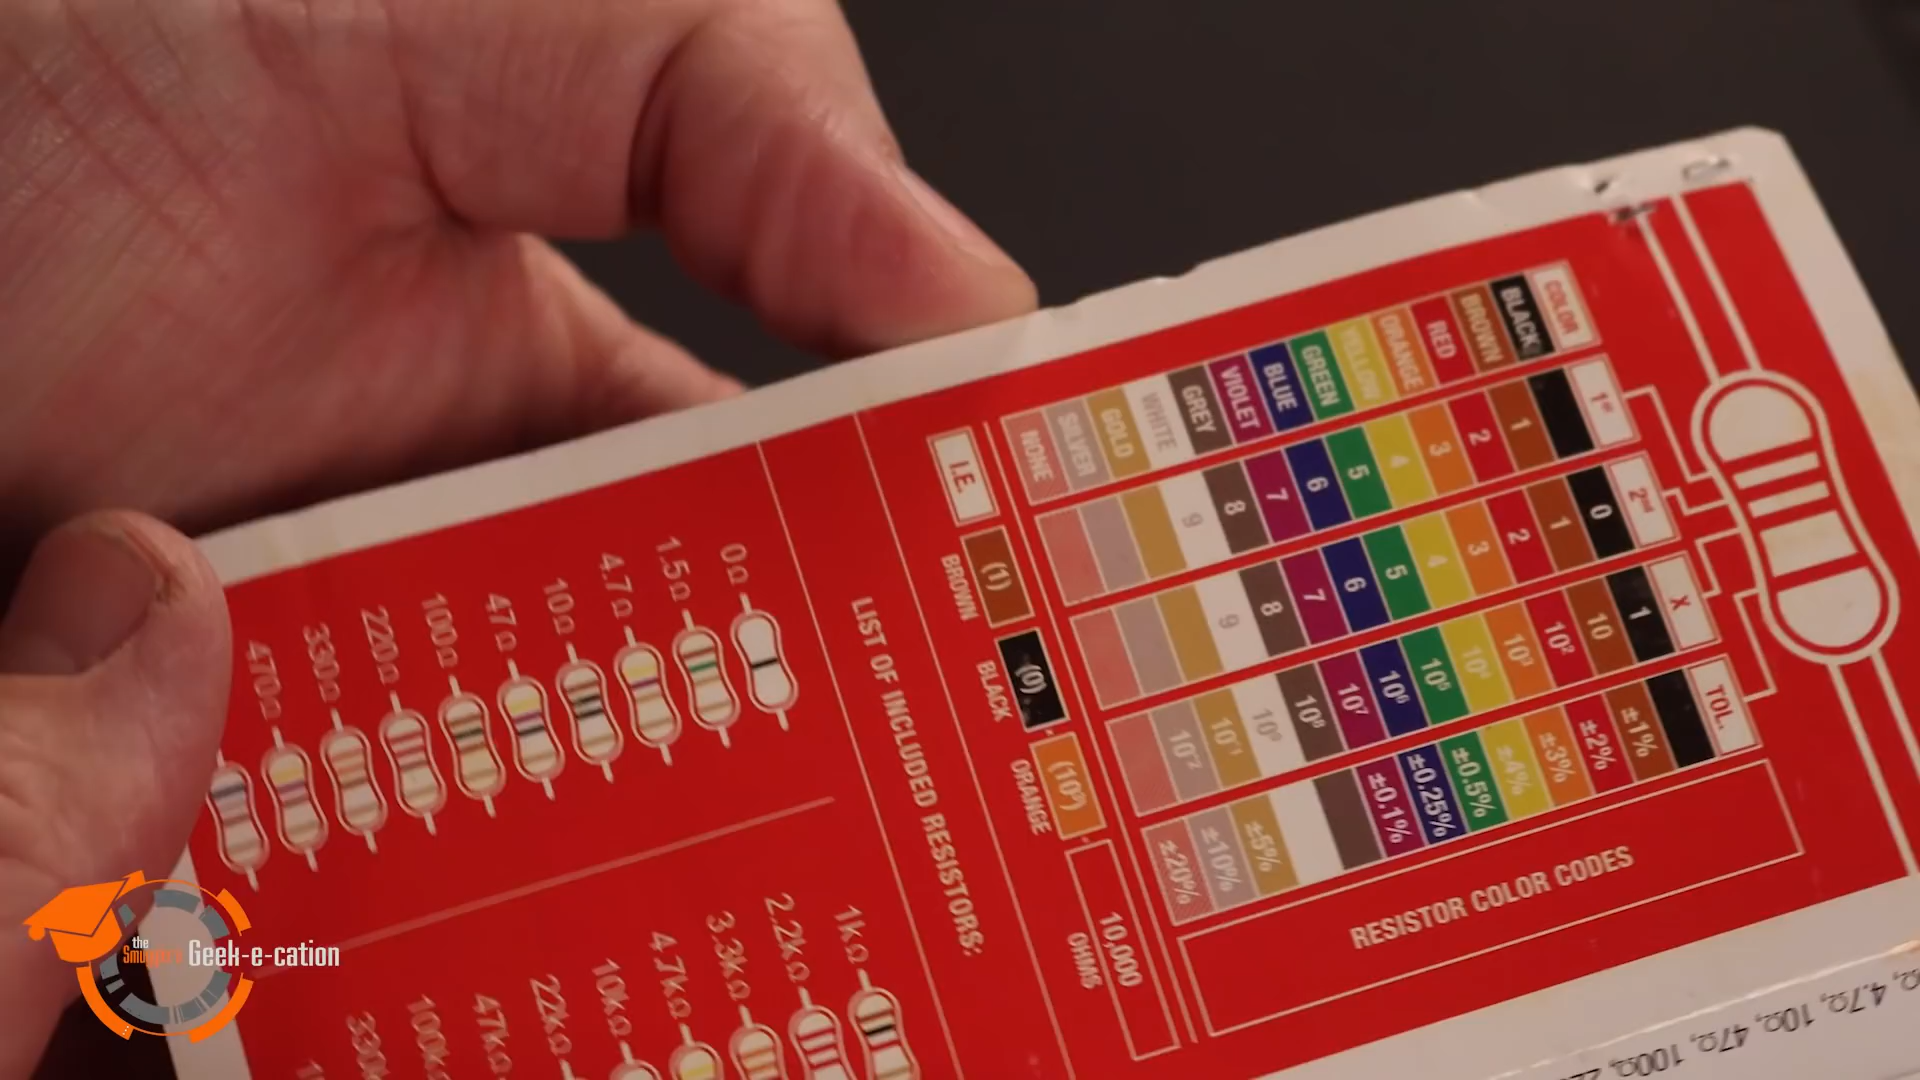 RESISTOR COLOR CODES
COLOR 1st 2nd X TOL.
BLACK 0 1
BROWN 1 1 10 ±1%
RED 2 2 10² ±2%
ORANGE 3 3 10³ ±3%
YELLOW 4 4 10⁴ ±4%
GREEN 5 5 10⁵ ±0.5%
BLUE 6 6 10⁶ ±0.25%
VIOLET 7 7 10⁷ ±0.1%
GREY 8 8 10⁸
WHITE 9 9 10⁹
GOLD 10⁻¹ ±5%
SILVER 10⁻² ±10%
NONE ±20%
I.E. (1) (0) (10³) 10,000
BROWN BLACK ORANGE OHMS
LIST OF INCLUDED RESISTORS:
0Ω
1.5Ω
4.7Ω
10Ω
47Ω
100Ω
220Ω
330Ω
470Ω
1kΩ
2.2kΩ
3.3kΩ
4.7kΩ
10kΩ
22kΩ
47kΩ
100k
330k
4.7Ω, 10Ω, 47Ω, 100Ω,
the
Smugger's Geek-e-cation